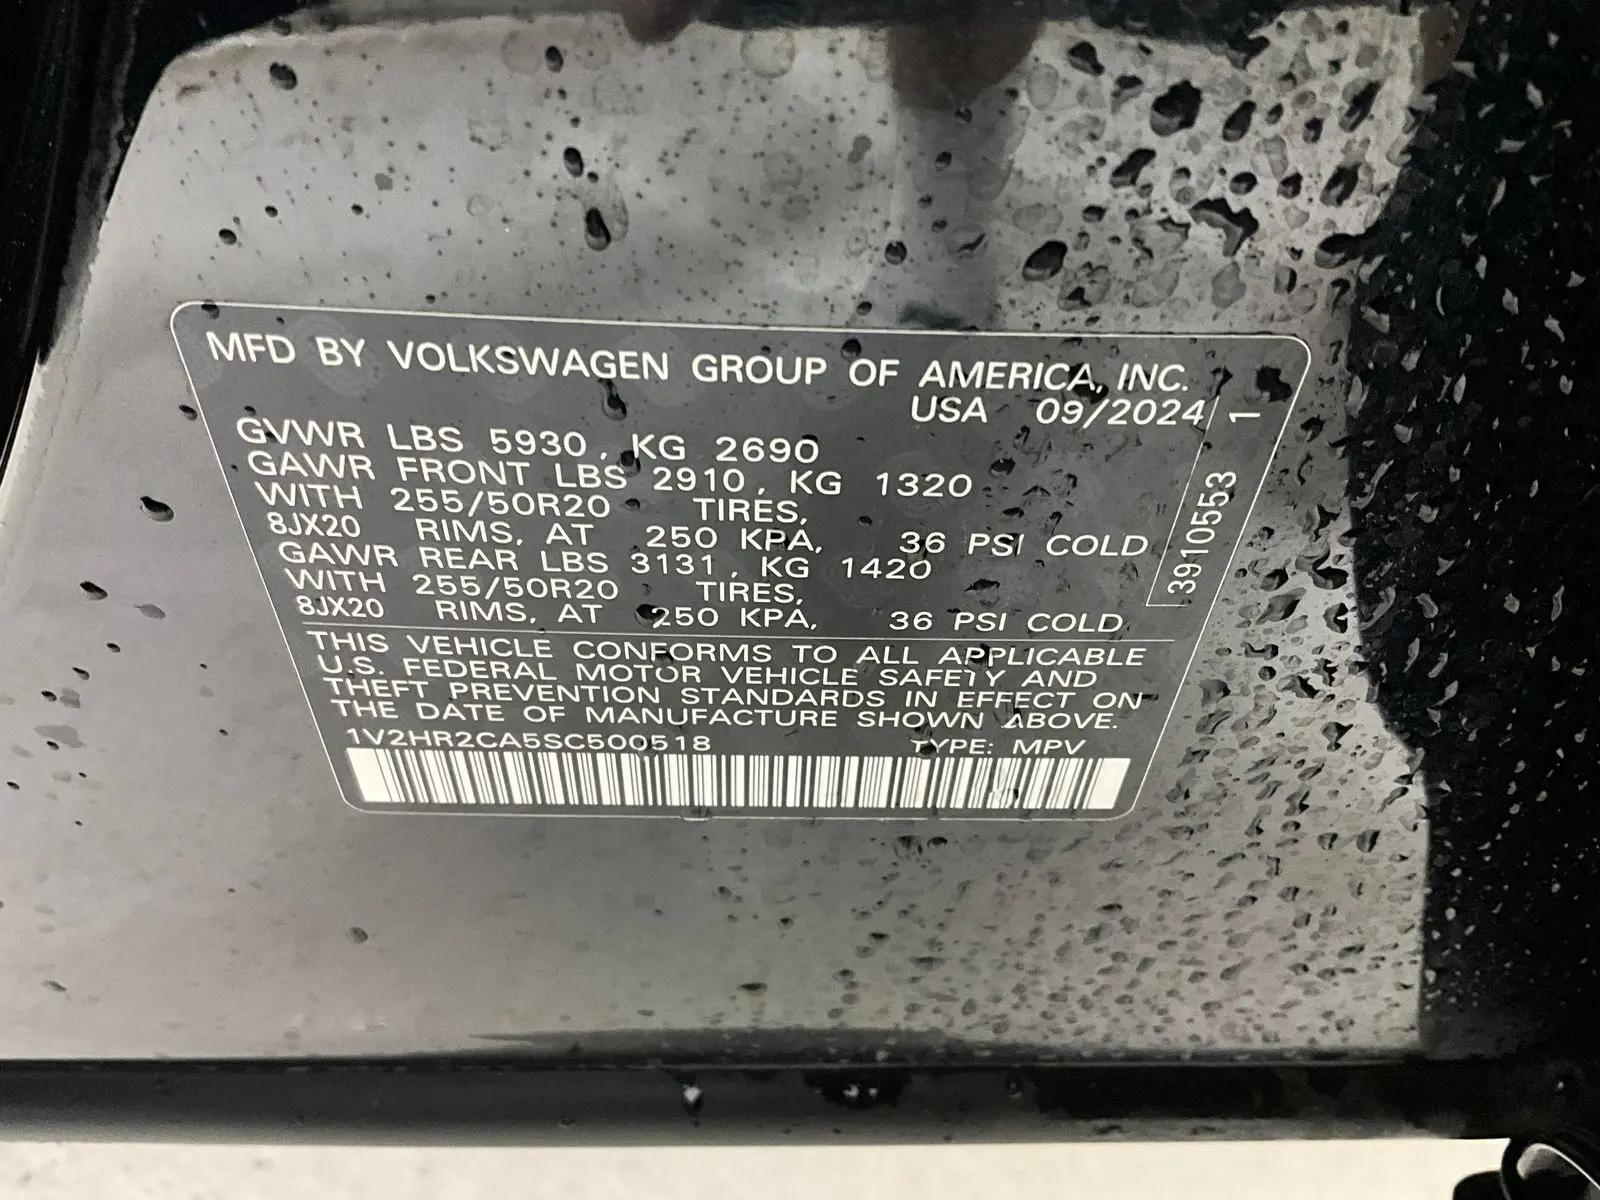 MFD BY VOLKSWAGEN GROUP OF AMERICA, INC.
USA 09/2024
GVWR LBS 5930, KG 2690
GAWR FRONT LBS 2910, KG 1320
WITH 255/50R20 TIRES,
8JX20 RIMS, AT 250 KPA, 36 PSI COLD
GAWR REAR LBS 3131, KG 1420
WITH 255/50R20 TIRES,
8JX20 RIMS, AT 250 KPA, 36 PSI COLD
THIS VEHICLE CONFORMS TO ALL APPLICABLE
U.S. FEDERAL MOTOR VEHICLE SAFETY AND
THEFT PREVENTION STANDARDS IN EFFECT ON
THE DATE OF MANUFACTURE SHOWN ABOVE.
1V2HR2CA5SC500518 TYPE: MPV
3910553 1